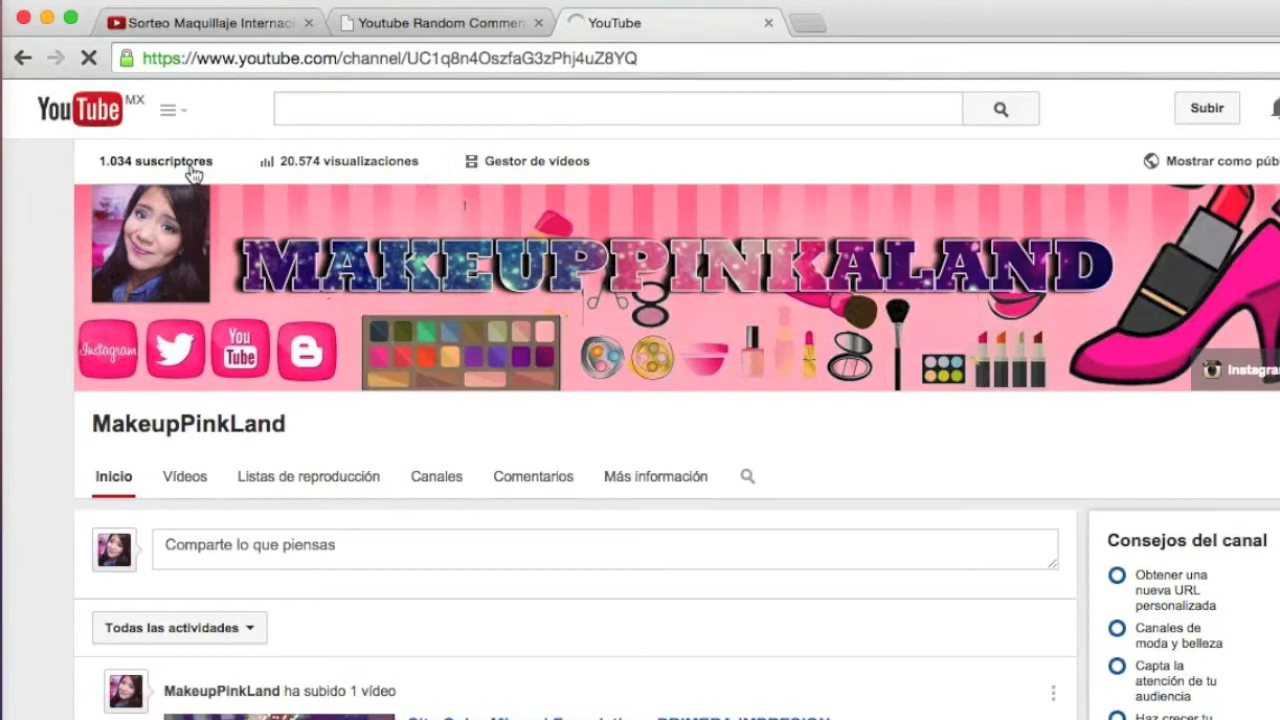 Sorteo Maquillaje Internac
Youtube Random Commen
YouTube
https://www.youtube.com/channel/UC1q8n4OszfaG3zPhj4uZ8YQ
YouTube MX
Subir
1.034 suscriptores
20.574 visualizaciones
Gestor de vídeos
Mostrar como púb
MAKEUPPINKALAND
Instagram
You Tube
Instagra
MakeupPinkLand
Inicio
Vídeos
Listas de reproducción
Canales
Comentarios
Más información
Comparte lo que piensas
Consejos del canal
Obtener una
nueva URL
personalizada
Canales de
moda y belleza
Capta la
atención de tu
audiencia
Haz crecer tu
Todas las actividades
MakeupPinkLand ha subido 1 vídeo